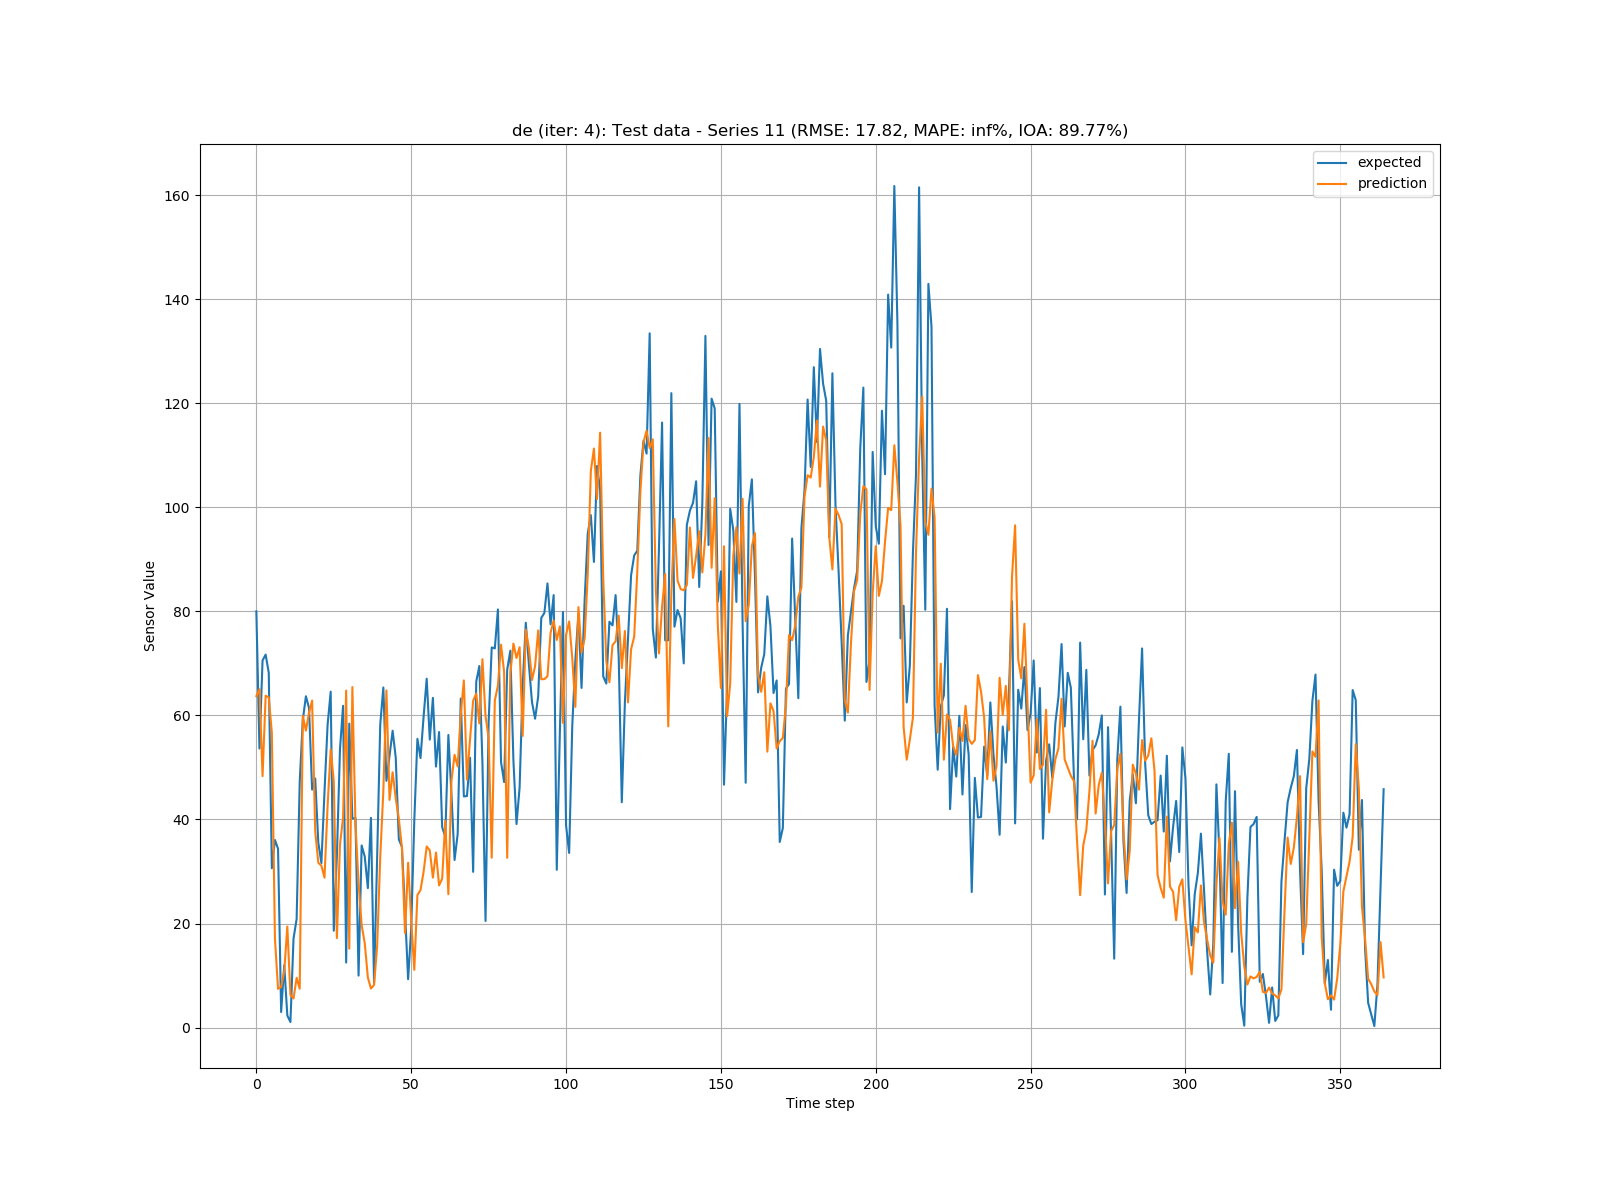 de (iter: 4): Test data - Series 11 (RMSE: 17.82, MAPE: inf%, IOA: 89.77%)
expected
prediction
160
140
120
100
80
60
40
20
0
Sensor Value
0 50 100 150 200 250 300 350
Time step